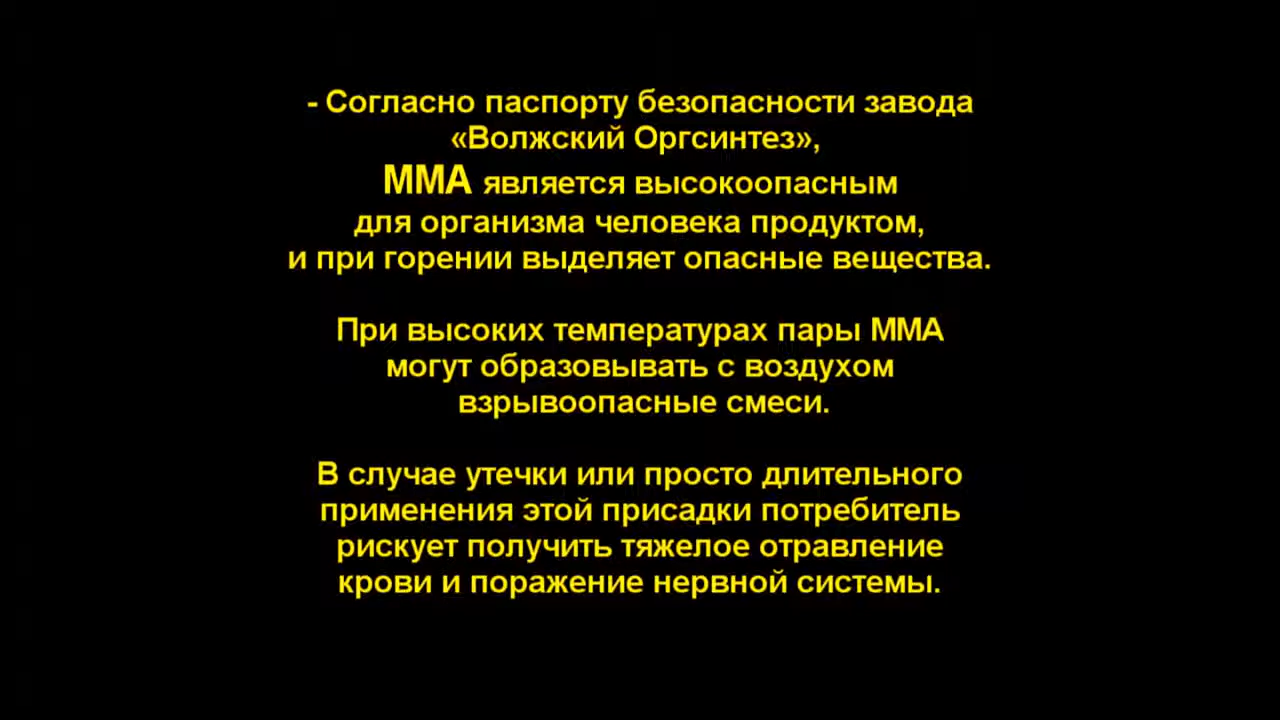 - Согласно паспорту безопасности завода
«Волжский Оргсинтез»,
ММА является высокоопасным
для организма человека продуктом,
и при горении выделяет опасные вещества.
При высоких температурах пары ММА
могут образовывать с воздухом
взрывоопасные смеси.
В случае утечки или просто длительного
применения этой присадки потребитель
рискует получить тяжелое отравление
крови и поражение нервной системы.